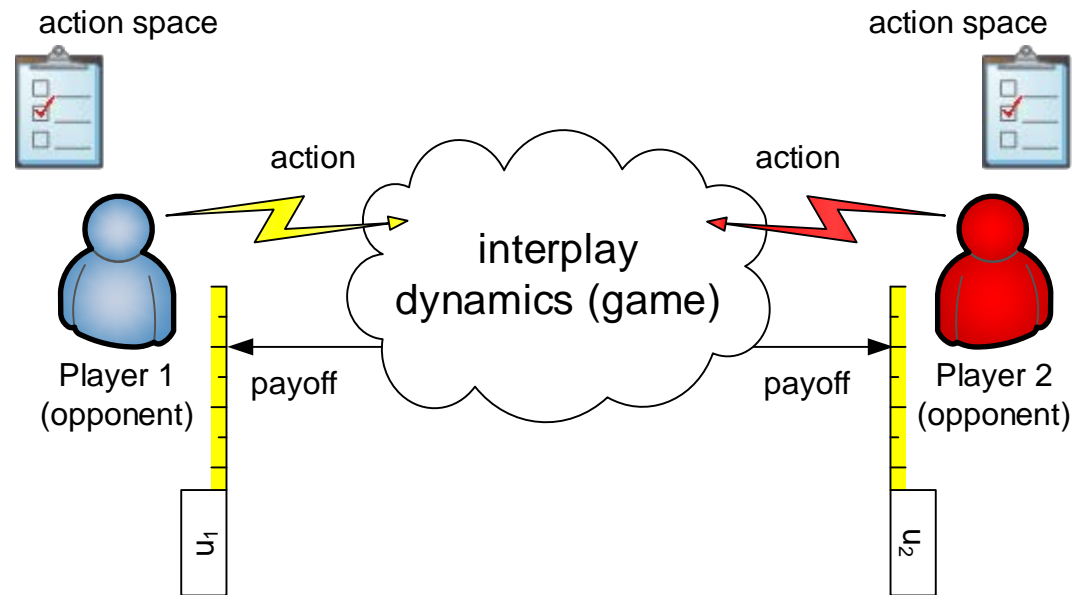 action space
action space
action
action
interplay
dynamics (game)
Player 1
(opponent)
payoff
payoff
Player 2
(opponent)
u1
u2